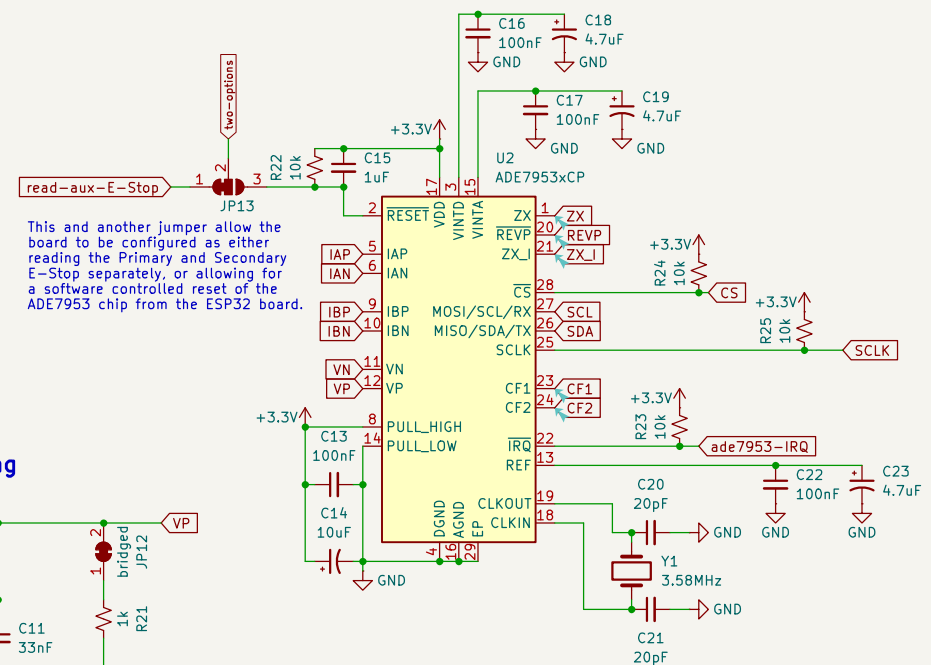 C16
100nF
GND
C18
4.7uF
GND
C17
100nF
GND
C19
4.7uF
GND
two-options
2
read-aux-E-Stop
1
3
JP13
R22
10k
C15
1uF
+3.3V
This and another jumper allow the
board to be configured as either
reading the Primary and Secondary
E-Stop separately, or allowing for
a software controlled reset of the
ADE7953 chip from the ESP32 board.
U2
ADE7953xCP
17
3
15
VDD
VINTD
VINTA
2
RESET
IAP
5
IAP
IAN
6
IAN
IBP
9
IBP
IBN
10
IBN
VN
11
VN
VP
12
VP
8
PULL_HIGH
14
PULL_LOW
ZX
1
ZX
REVP
20
REVP
ZX_I
21
ZX_I
CS
28
CS
MOSI/SCL/RX
27
SCL
MISO/SDA/TX
26
SDA
SCLK
25
SCLK
CF1
23
CF1
CF2
24
CF2
IRQ
22
ade7953-IRQ
REF
13
CLKOUT
19
CLKIN
18
DGND
AGND
EP
4
16
29
+3.3V
R24
10k
+3.3V
R25
10k
+3.3V
R23
10k
+3.3V
C13
100nF
C14
10uF
GND
C22
100nF
GND
C23
4.7uF
GND
C20
20pF
GND
Y1
3.58MHz
GND
C21
20pF
VP
2
1
bridged
JP12
1k
R21
C11
33nF